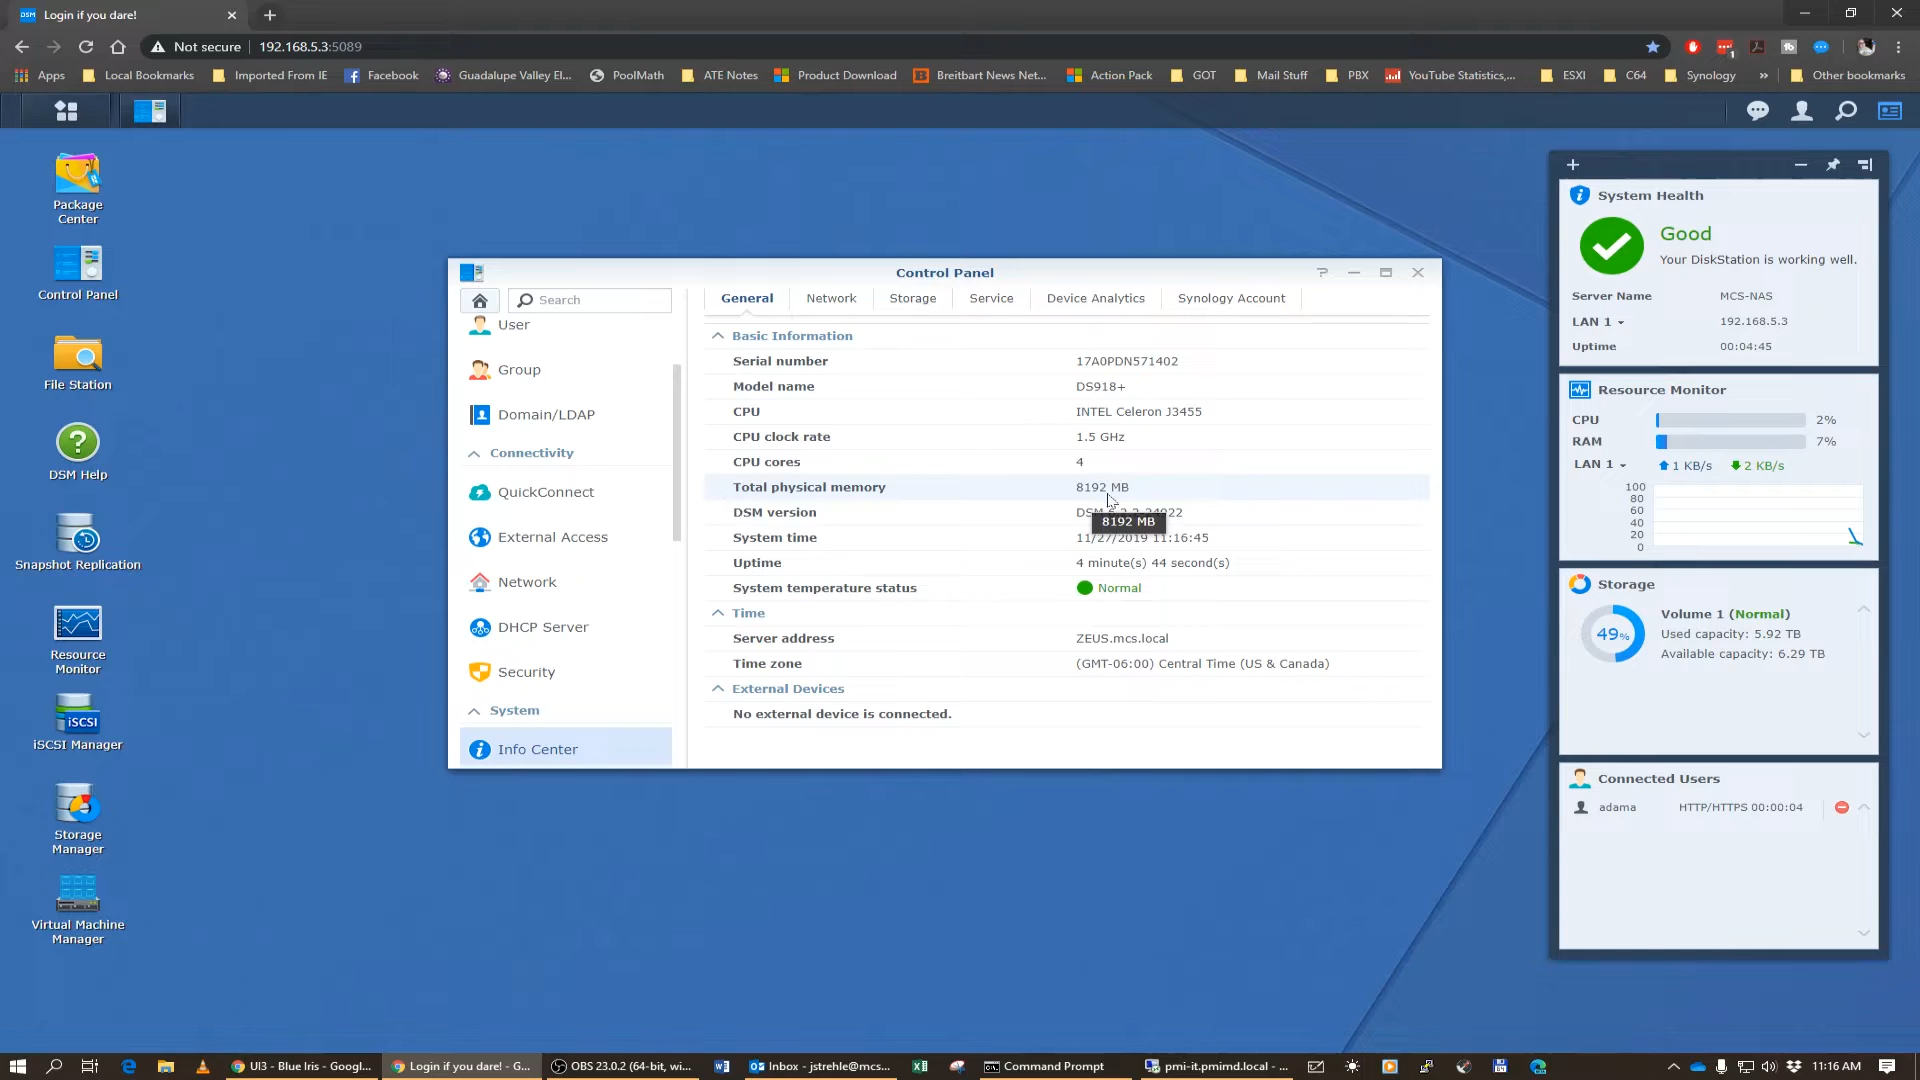 Login if you dare!
Not secure
192.168.5.3:5089
Apps
Local Bookmarks
Imported From IE
Facebook
Guadalupe Valley El...
PoolMath
ATE Notes
Product Download
Breitbart News Net...
Action Pack
GOT
Mail Stuff
PBX
YouTube Statistics,...
ESXI
C64
Synology
»
Other bookmarks
Package
Center
Control Panel
File Station
DSM Help
Snapshot Replication
Resource
Monitor
iSCSI
iSCSI Manager
Storage
Manager
Virtual Machine
Manager
Control Panel
Search
User
Group
Domain/LDAP
Connectivity
QuickConnect
External Access
Network
DHCP Server
Security
System
Info Center
General
Network
Storage
Service
Device Analytics
Synology Account
Basic Information
Serial number 17A0PDN571402
Model name DS918+
CPU INTEL Celeron J3455
CPU clock rate 1.5 GHz
CPU cores 4
Total physical memory 8192 MB
DSM version
8192 MB
System time 11/27/2019 11:16:45
Uptime 4 minute(s) 44 second(s)
System temperature status Normal
Time
Server address ZEUS.mcs.local
Time zone (GMT-06:00) Central Time (US & Canada)
External Devices
No external device is connected.
System Health
Good
Your DiskStation is working well.
Server Name MCS-NAS
LAN 1 192.168.5.3
Uptime 00:04:45
Resource Monitor
CPU 2%
RAM 7%
LAN 1 1 KB/s 2 KB/s
100
80
60
40
20
0
Storage
49%
Volume 1 (Normal)
Used capacity: 5.92 TB
Available capacity: 6.29 TB
Connected Users
adama HTTP/HTTPS 00:00:04
UI3 - Blue Iris - Googl...
Login if you dare! - G...
OBS 23.0.2 (64-bit, wi...
Inbox - jstrehle@mcs...
Command Prompt
pmi-it.pmimd.local - ...
11:16 AM